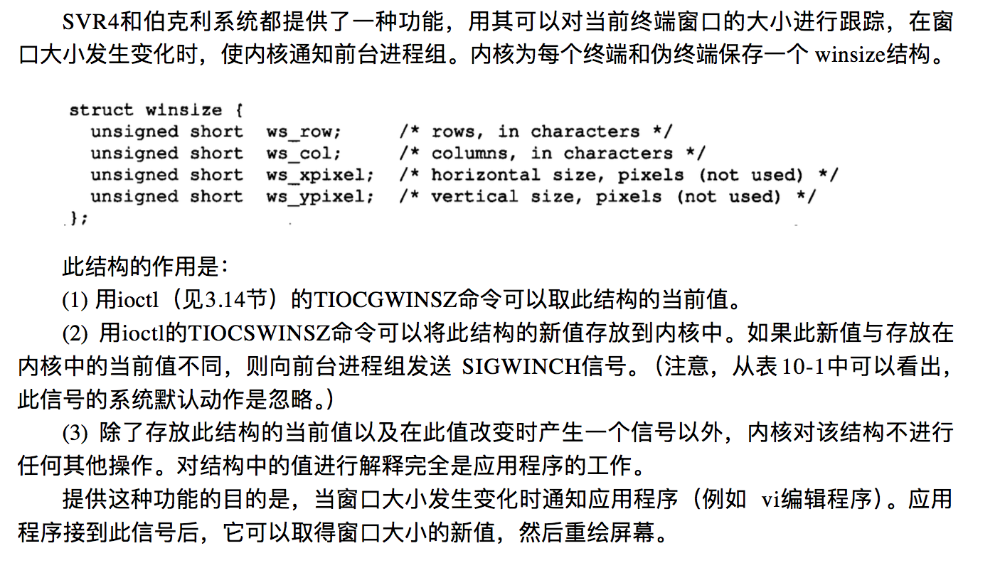 SVR4和伯克利系统都提供了一种功能，用其可以对当前终端窗口的大小进行跟踪，在窗
口大小发生变化时，使内核通知前台进程组。内核为每个终端和伪终端保存一个 winsize结构。
struct winsize {
  unsigned short  ws_row;     /* rows, in characters */
  unsigned short  ws_col;     /* columns, in characters */
  unsigned short  ws_xpixel;  /* horizontal size, pixels (not used) */
  unsigned short  ws_ypixel;  /* vertical size, pixels (not used) */
};
此结构的作用是：
(1) 用ioctl（见3.14节）的TIOCGWINSZ命令可以取此结构的当前值。
(2) 用ioctl的TIOCSWINSZ命令可以将此结构的新值存放到内核中。如果此新值与存放在
内核中的当前值不同，则向前台进程组发送 SIGWINCH信号。（注意，从表10-1中可以看出，
此信号的系统默认动作是忽略。）
(3) 除了存放此结构的当前值以及在此值改变时产生一个信号以外，内核对该结构不进行
任何其他操作。对结构中的值进行解释完全是应用程序的工作。
提供这种功能的目的是，当窗口大小发生变化时通知应用程序（例如 vi编辑程序）。应用
程序接到此信号后，它可以取得窗口大小的新值，然后重绘屏幕。